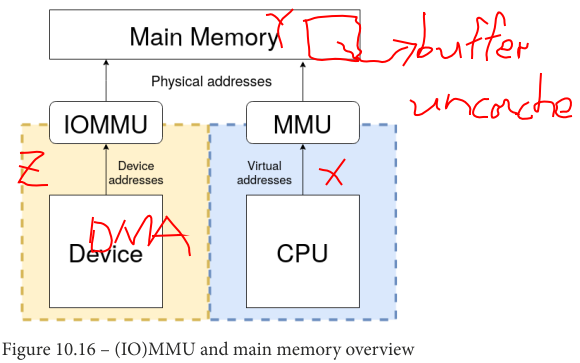 Main Memory Y buffer
uncache
Physical addresses
IOMMU MMU
Z Device addresses Virtual addresses X
DMA
Device CPU
Figure 10.16 – (IO)MMU and main memory overview